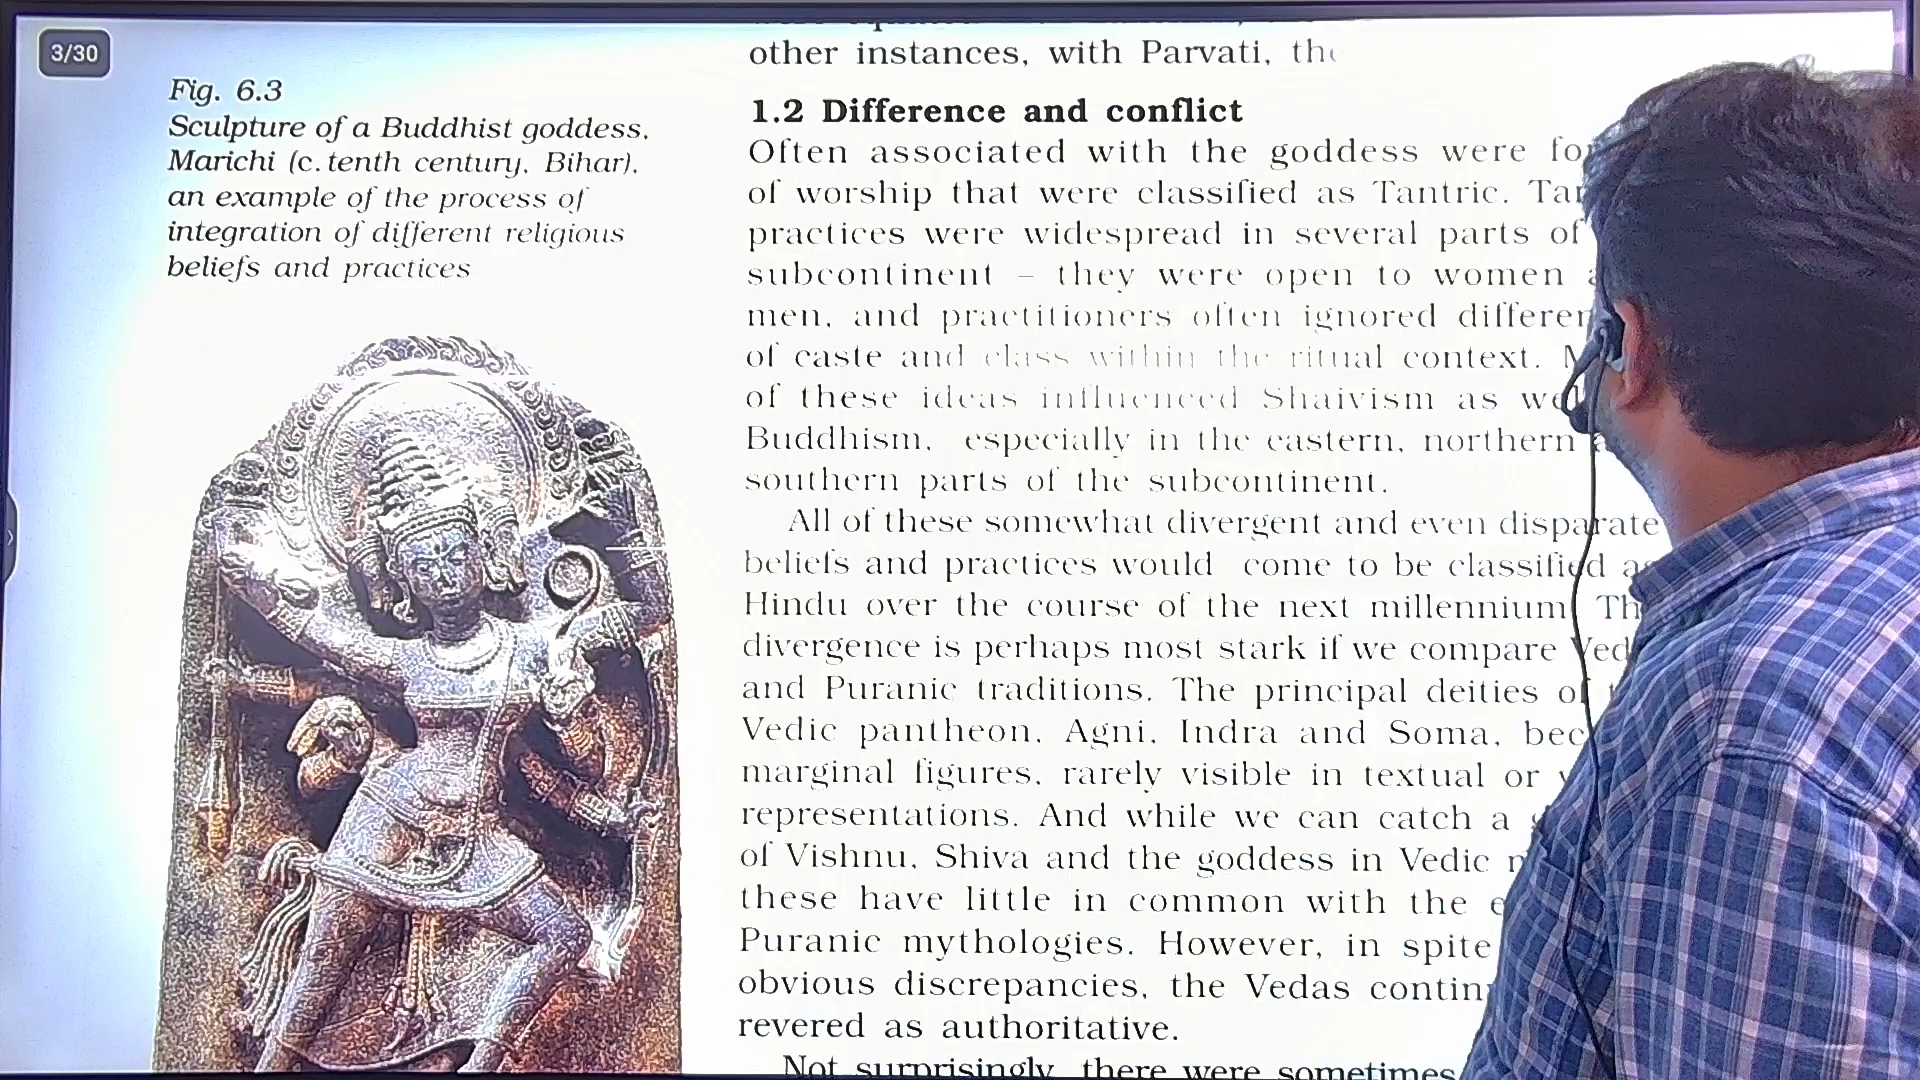 3/30
Fig. 6.3
Sculpture of a Buddhist goddess,
Marichi (c. tenth century, Bihar),
an example of the process of
integration of different religious
beliefs and practices
other instances, with Parvati,
1.2 Difference and conflict
Often associated with the goddess were
of worship that were classified as Tantric.
practices were widespread in several parts of
subcontinent – they were open to women
men, and practitioners often ignored
of caste and class within the ritual context.
of these ideas influenced Shaivism as
Buddhism, especially in the eastern, northern
southern parts of the subcontinent.
All of these somewhat divergent and even disparate
beliefs and practices would come to be classified
Hindu over the course of the next millennium.
divergence is perhaps most stark if we compare
and Puranic traditions. The principal deities of
Vedic pantheon, Agni, Indra and Soma,
marginal figures, rarely visible in textual or
representations. And while we can catch a
of Vishnu, Shiva and the goddess in Vedic
these have little in common with the
Puranic mythologies. However, in spite
obvious discrepancies, the Vedas
revered as authoritative.
Not surprisingly, there were sometimes